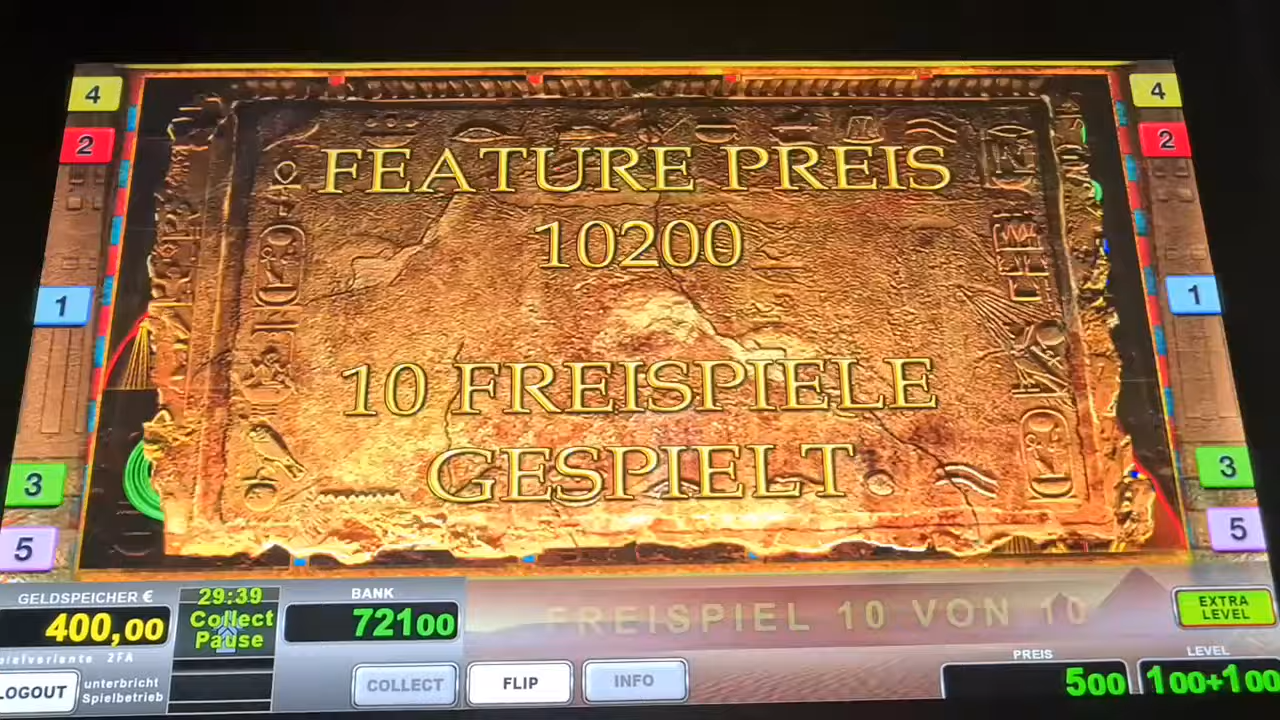 4
4
2
2
FEATURE PREIS
10200
1
1
10 FREISPIELE
GESPIELT
3
3
5
5
GELDSPEICHER €
400,00
29:39
Collect
Pause
BANK
72100
FREISPIEL 10 VON 10
EXTRA
LEVEL
2FA
LOGOUT
unterbricht
Spielbetrieb
COLLECT
FLIP
INFO
PREIS
500
LEVEL
100+100